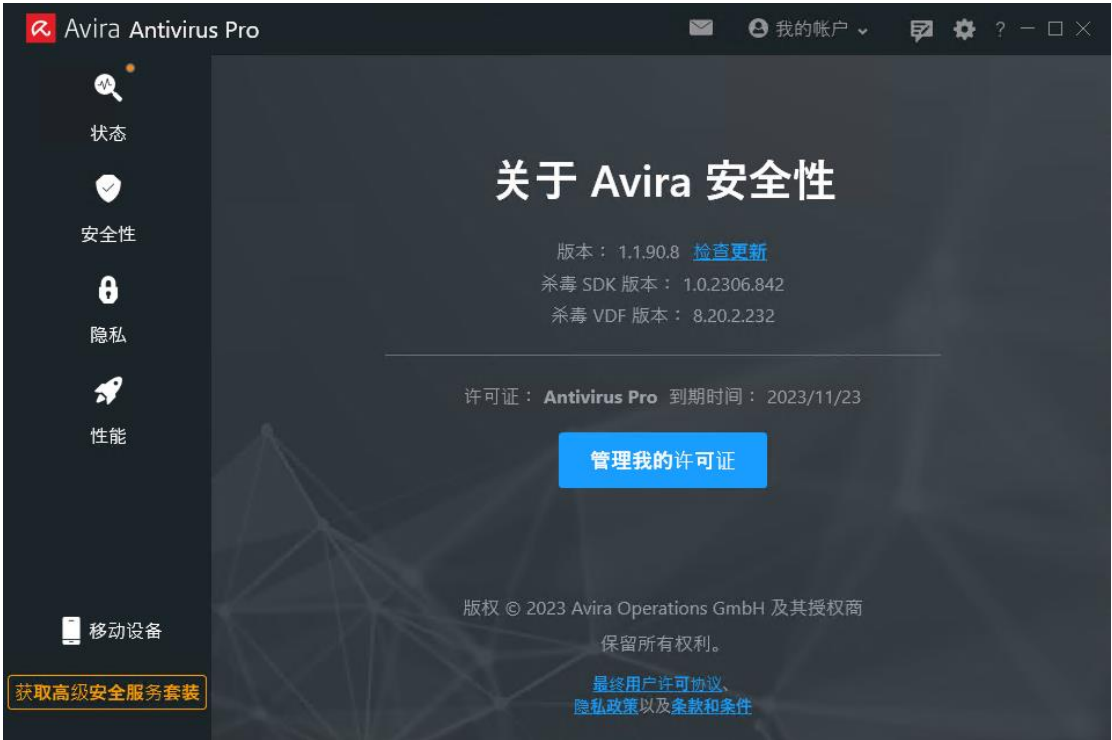 Avira Antivirus Pro
我的帐户
?
状态
安全性
隐私
性能
移动设备
获取高级安全服务套装
关于 Avira 安全性
版本： 1.1.90.8 检查更新
杀毒 SDK 版本： 1.0.2306.842
杀毒 VDF 版本： 8.20.2.232
许可证： Antivirus Pro 到期时间： 2023/11/23
管理我的许可证
版权 © 2023 Avira Operations GmbH 及其授权商
保留所有权利。
最终用户许可协议、
隐私政策以及条款和条件